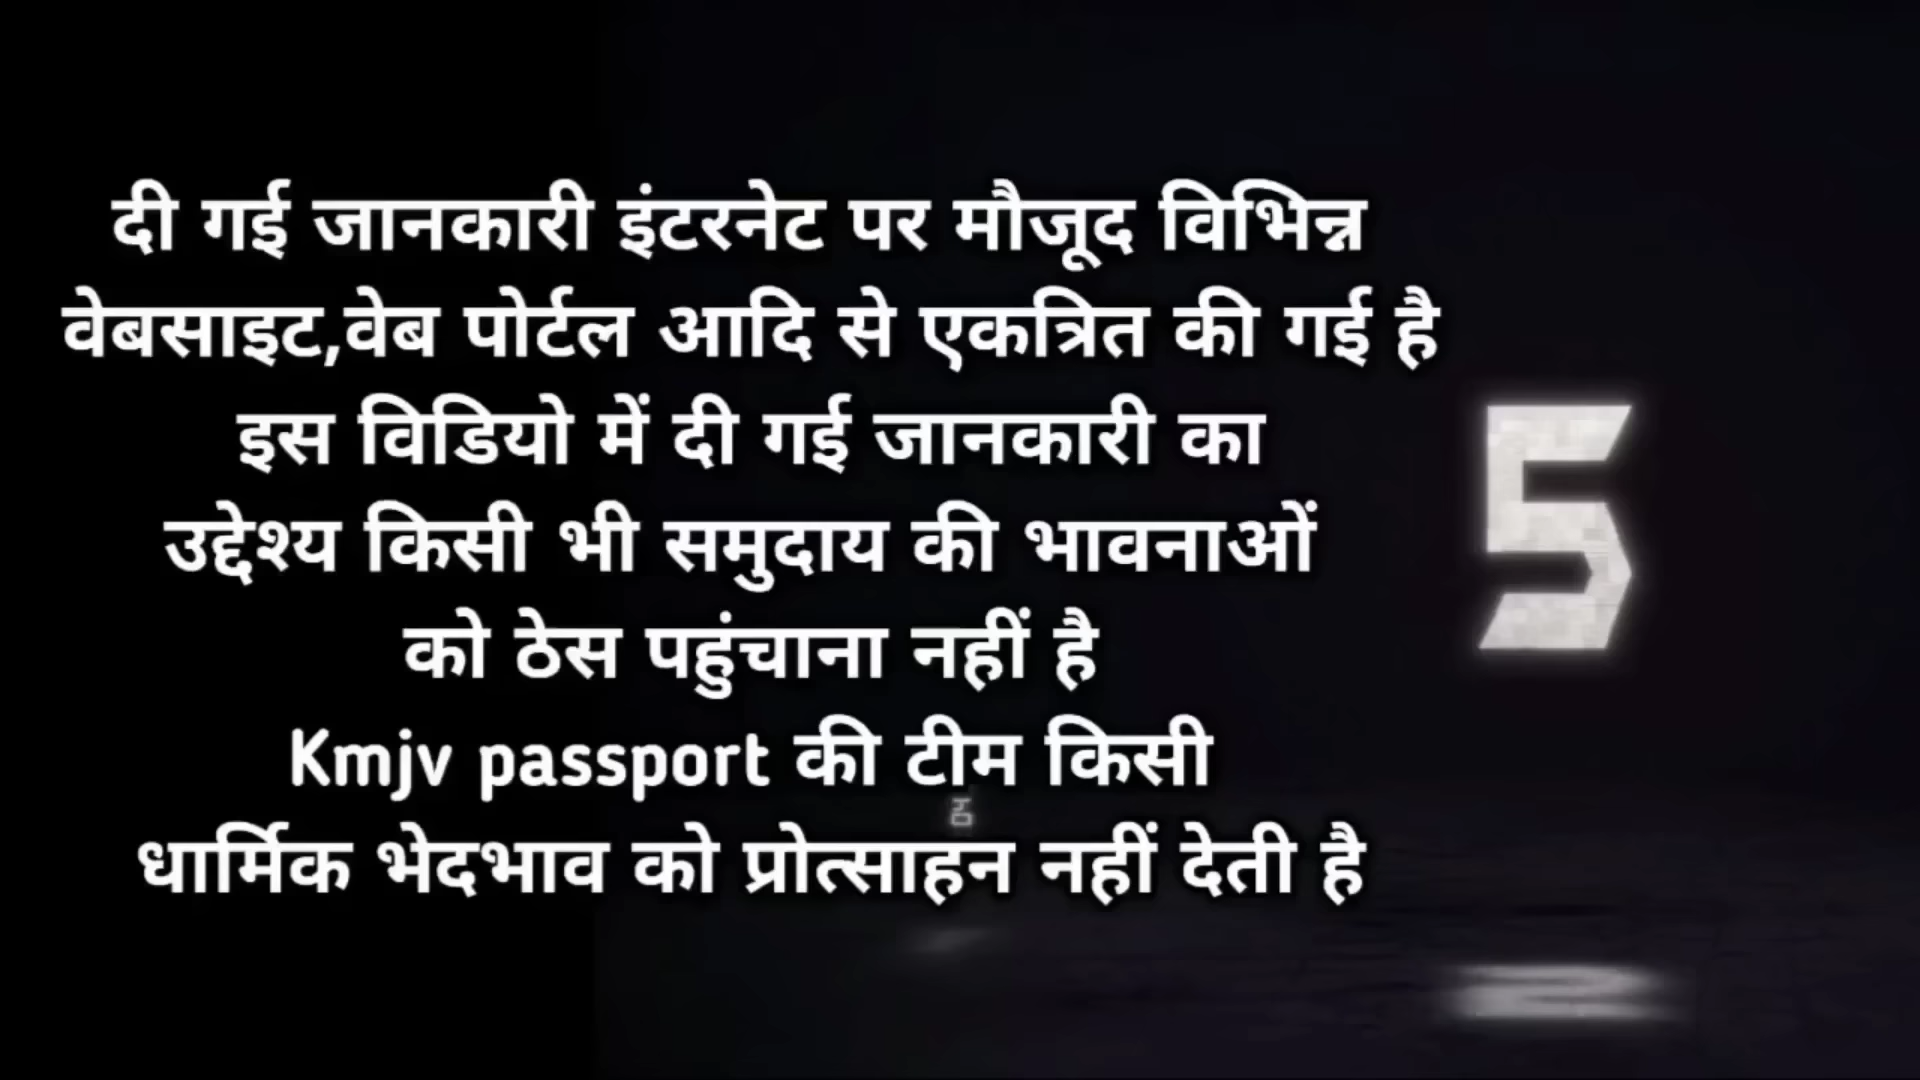 दी गई जानकारी इंटरनेट पर मौजूद विभिन्न
वेबसाइट,वेब पोर्टल आदि से एकत्रित की गई है
इस विडियो में दी गई जानकारी का
उद्देश्य किसी भी समुदाय की भावनाओं
को ठेस पहुंचाना नहीं है
Kmjv passport की टीम किसी
धार्मिक भेदभाव को प्रोत्साहन नहीं देती है
5